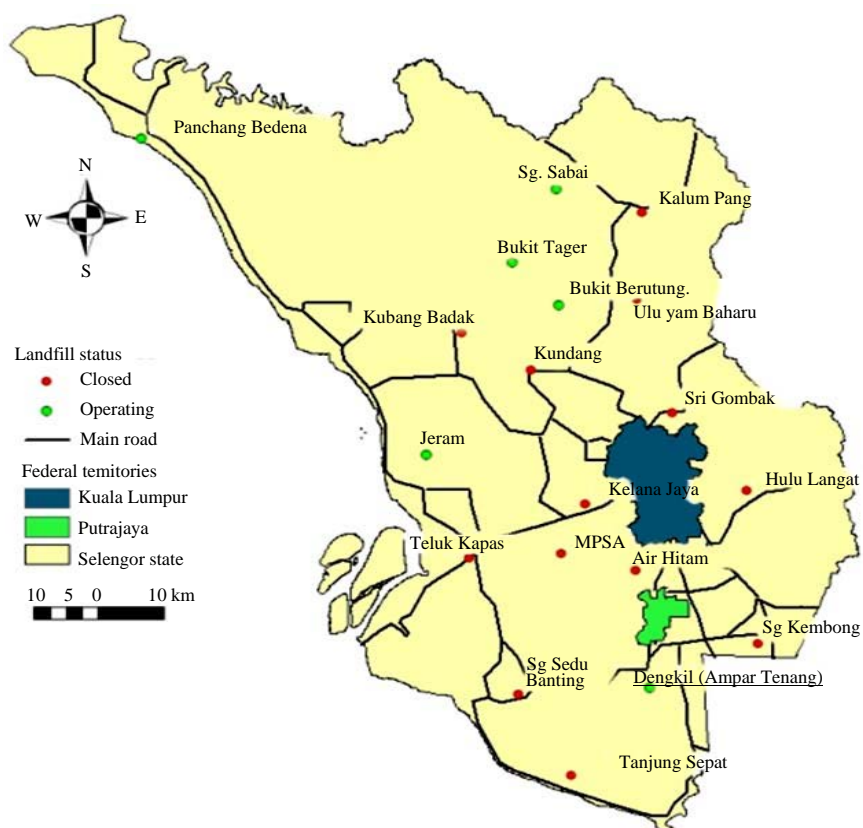 Panchang Bedena
N
W
E
S
Sg. Sabai
Kalum Pang
Bukit Tager
Bukit Berutung.
Ulu yam Baharu
Kubang Badak
Kundang
Landfill status
Closed
Operating
Main road
Sri Gombak
Jeram
Federal temitories
Kuala Lumpur
Putrajaya
Selengor state
Kelana Jaya
Hulu Langat
Teluk Kapas
MPSA
Air Hitam
10 5 0 10 km
Sg Kembong
Sg Sedu
Banting
Dengkil (Ampar Tenang)
Tanjung Sepat